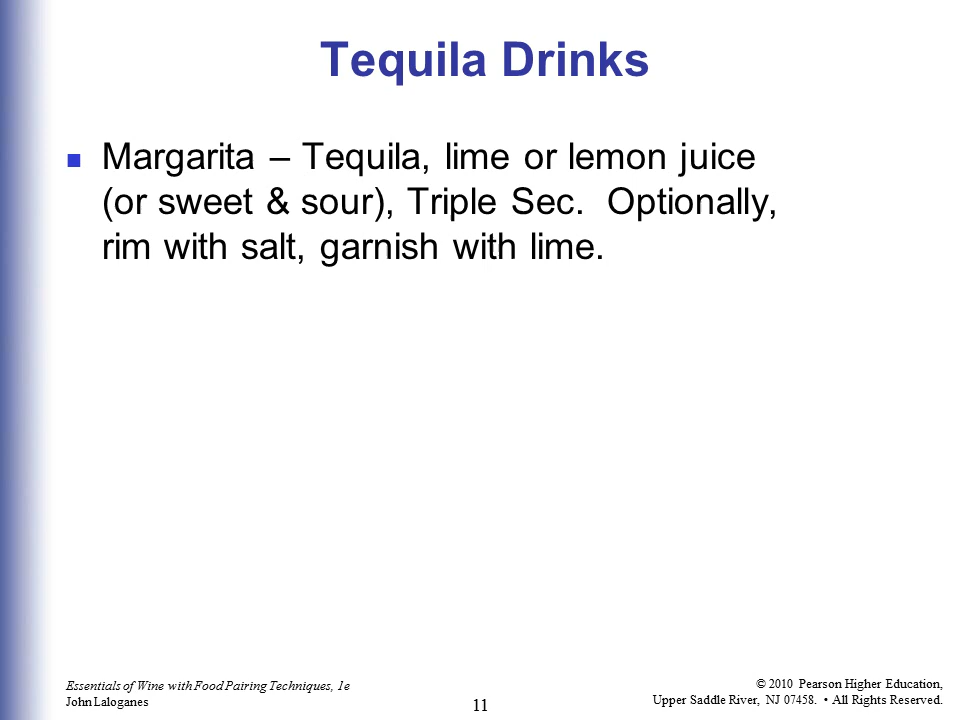 Tequila Drinks
Margarita – Tequila, lime or lemon juice
(or sweet & sour), Triple Sec.  Optionally,
rim with salt, garnish with lime.
Essentials of Wine with Food Pairing Techniques, 1e
John Laloganes
11
© 2010 Pearson Higher Education,
Upper Saddle River, NJ 07458. • All Rights Reserved.